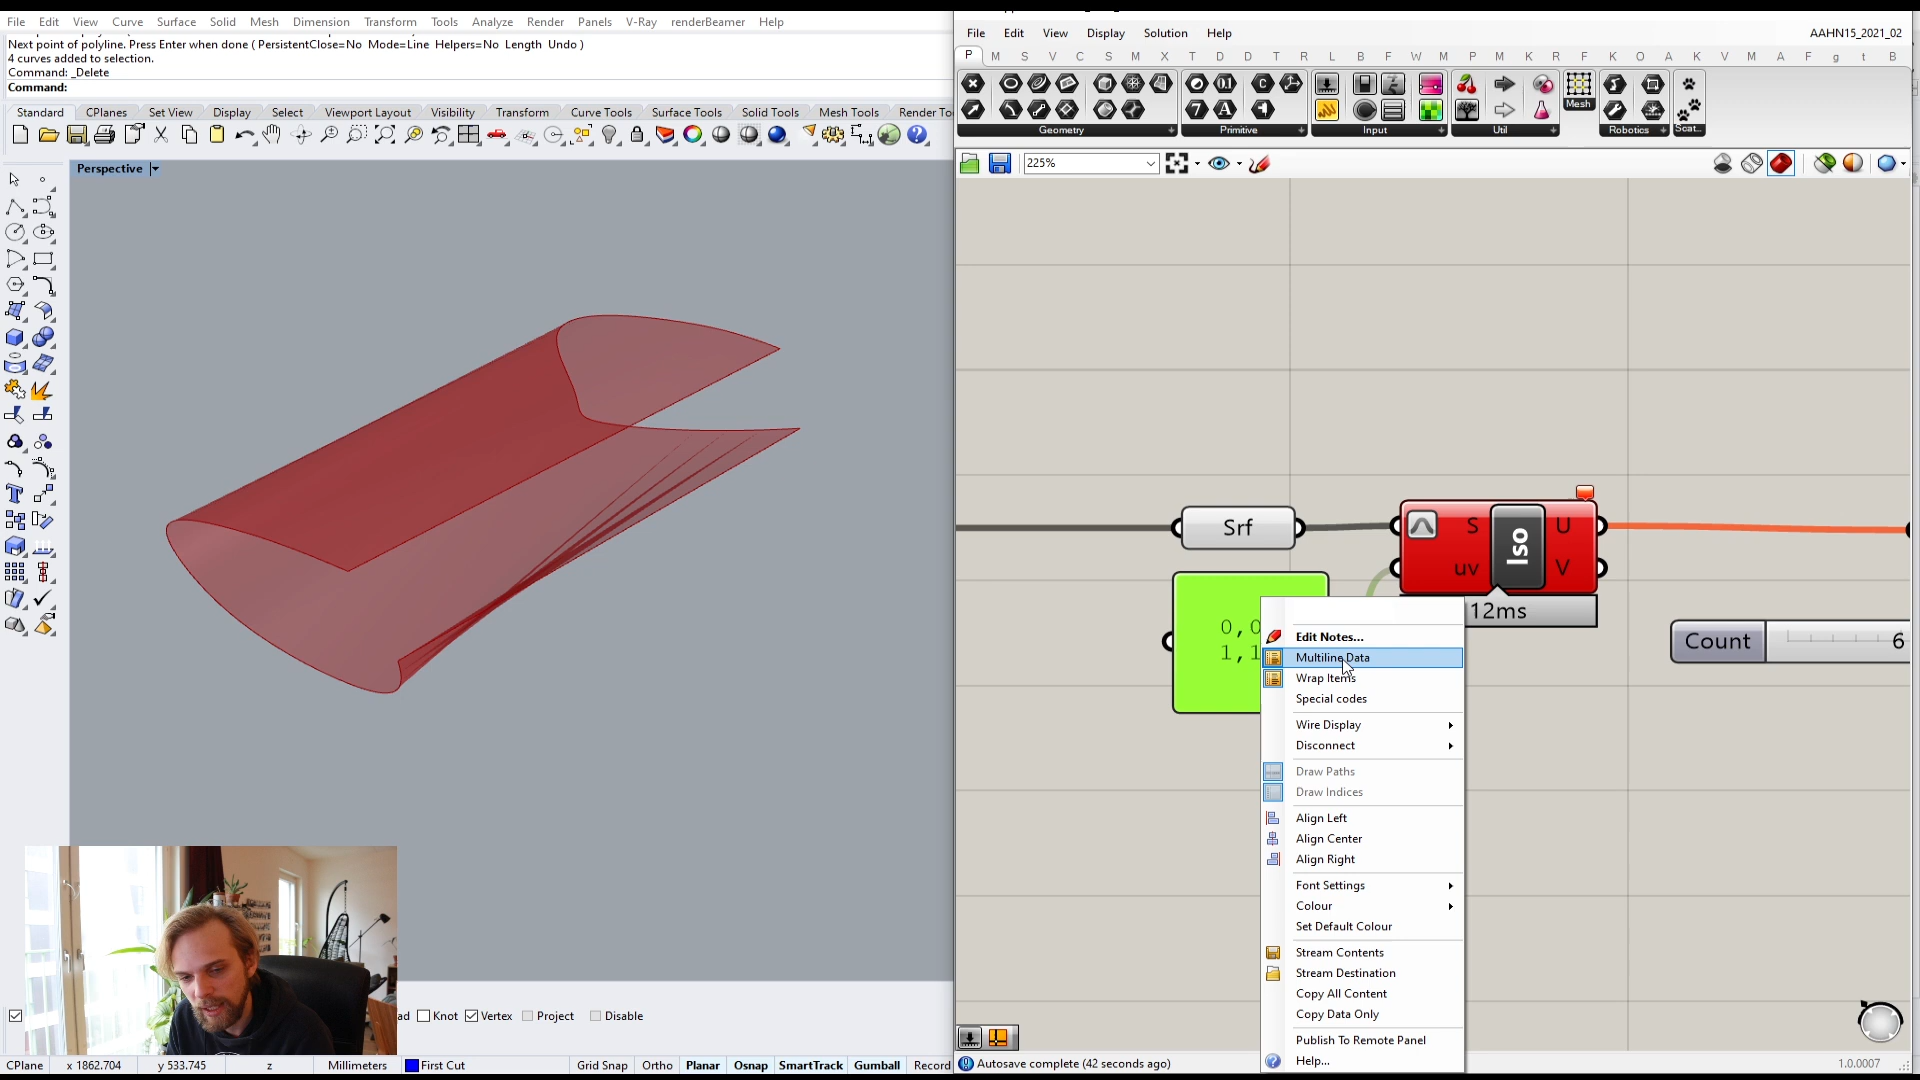 File Edit View Curve Surface Solid Mesh Dimension Transform Tools Analyze Render Panels V-Ray renderBeamer Help
Next point of polyline. Press Enter when done ( PersistentClose=No Mode=Line Helpers=No Length Undo )
4 curves added to selection.
Command: _Delete
Command:
Standard CPlanes Set View Display Select Viewport Layout Visibility Transform Curve Tools Surface Tools Solid Tools Mesh Tools Render To
Perspective
Knot Vertex Project Disable
CPlane x 1862.704 y 533.745 z Millimeters First Cut Grid Snap Ortho Planar Osnap SmartTrack Gumball Record
File Edit View Display Solution Help AAHN15_2021_02
P M S V C S M X T D D T R L F W M P M R K O A K V M A F g t B
Mesh
Geometry Primitive Input Util Robotics Scat...
225%
Srf
S Iso U
uv V
12ms
Count 6
0,0
1,1
Edit Notes...
Multiline Data
Wrap Items
Special codes
Wire Display
Disconnect
Draw Paths
Draw Indices
Align Left
Align Center
Align Right
Font Settings
Colour
Set Default Colour
Stream Contents
Stream Destination
Copy All Content
Copy Data Only
Publish To Remote Panel
Help...
Autosave complete (42 seconds ago) 1.0.0007